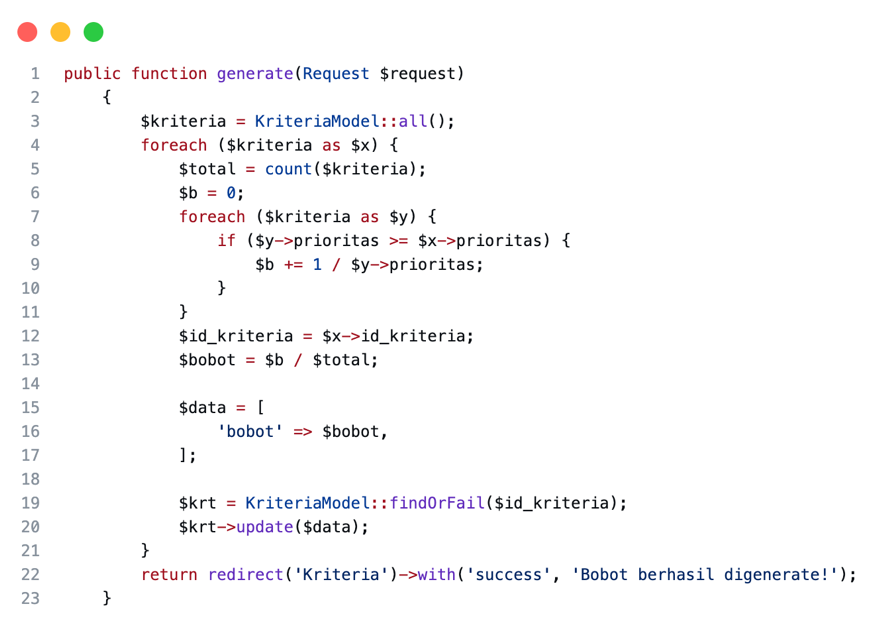 1 public function generate(Request $request)
2 {
3 $kriteria = KriteriaModel::all();
4 foreach ($kriteria as $x) {
5 $total = count($kriteria);
6 $b = 0;
7 foreach ($kriteria as $y) {
8 if ($y->prioritas >= $x->prioritas) {
9 $b += 1 / $y->prioritas;
10 }
11 }
12 $id_kriteria = $x->id_kriteria;
13 $bobot = $b / $total;
14
15 $data = [
16 'bobot' => $bobot,
17 ];
18
19 $krt = KriteriaModel::findOrFail($id_kriteria);
20 $krt->update($data);
21 }
22 return redirect('Kriteria')->with('success', 'Bobot berhasil digenerate!');
23 }